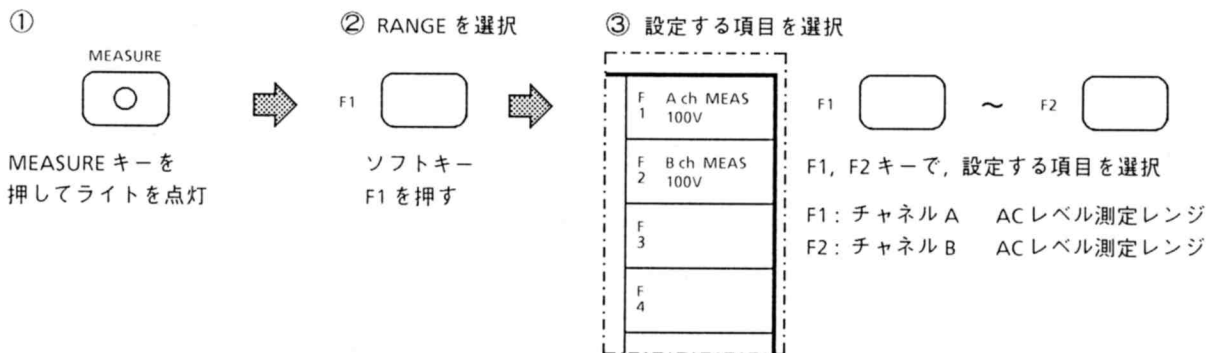 ①
MEASURE
MEASURE キーを
押してライトを点灯
② RANGE を選択
F1
ソフトキー
F1 を押す
③ 設定する項目を選択
F1 A ch MEAS
100V
F2 B ch MEAS
100V
F3
F4
F1 ～ F2
F1, F2 キーで, 設定する項目を選択
F1 : チャネル A AC レベル測定レンジ
F2 : チャネル B AC レベル測定レンジ